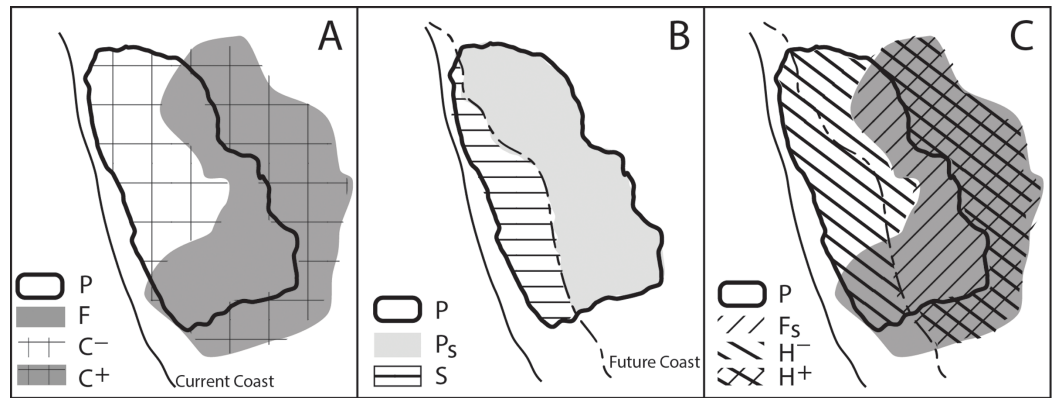 A
P
F
C−
C+
Current Coast
B
P
PS
S
Future Coast
C
P
FS
H−
H+